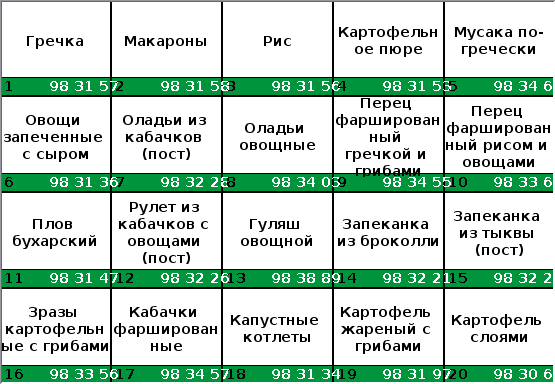 Гречка
Макароны
Рис
Картофельн
ое пюре
Мусака по-
гречески
1 98 31 57
2 98 31 58
3 98 31 56
4 98 31 53
5 98 34 6
Овощи
запеченные
с сыром
Оладьи из
кабачков
(пост)
Оладьи
овощные
Перец
фарширован
ный
гречкой и
грибами
Перец
фарширован
ный рисом и
овощами
6 98 31 36
7 98 32 28
8 98 34 05
9 98 34 55
10 98 33 6
Плов
бухарский
Рулет из
кабачков с
овощами
(пост)
Гуляш
овощной
Запеканка
из броколли
Запеканка
из тыквы
(пост)
11 98 31 47
12 98 32 26
13 98 38 89
14 98 32 21
15 98 32 2
Зразы
картофельн
ые с грибами
Кабачки
фарширован
ные
Капустные
котлеты
Картофель
жареный с
грибами
Картофель
слоями
16 98 33 56
17 98 34 57
18 98 31 34
19 98 31 97
20 98 30 6